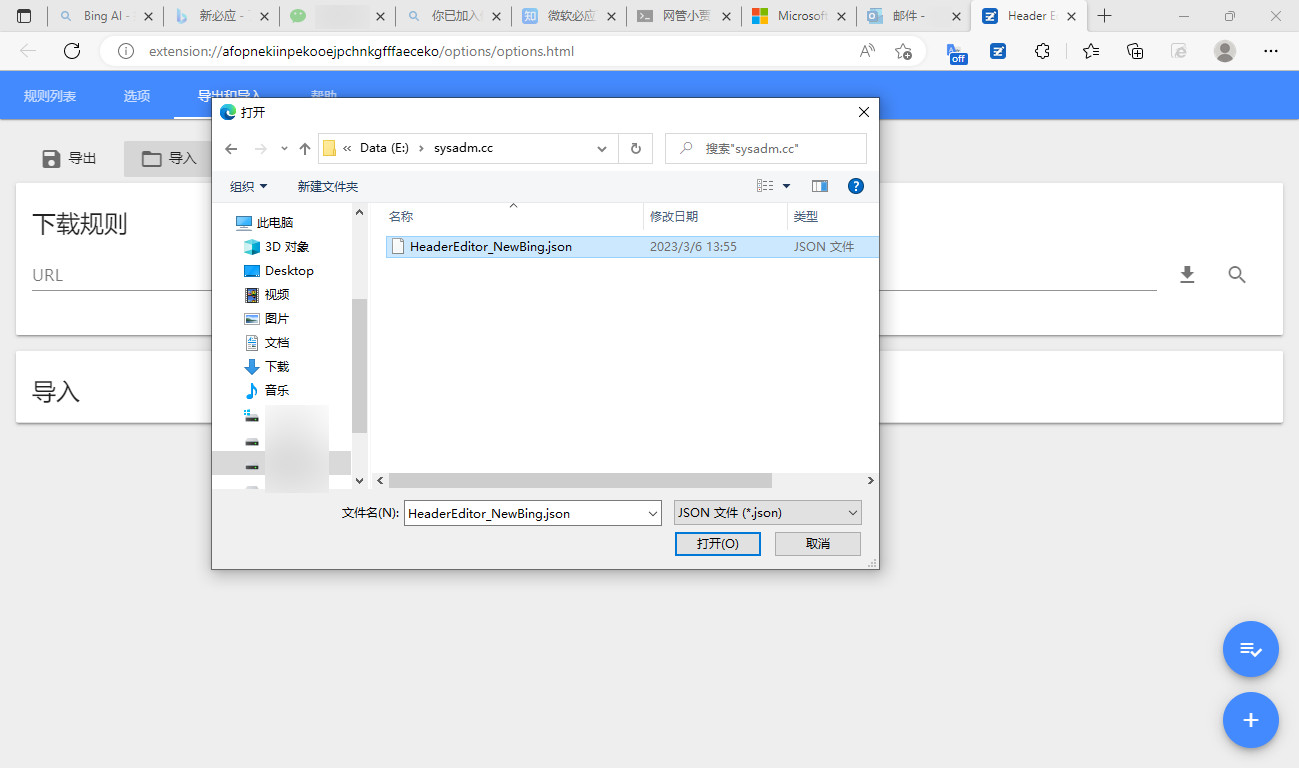 Bing AI -
新必应 -
你已加入
微软必应
网管小贾
Microsoft
邮件 -
Header E
extension://afopnekiinpekooejpchnkgfffaeceko/options/options.html
off
规则列表
选项
导出和导入
帮助
导出
导入
下载规则
URL
导入
打开
« Data (E:) › sysadm.cc
搜索"sysadm.cc"
组织
新建文件夹
此电脑
3D 对象
Desktop
视频
图片
文档
下载
音乐
名称
修改日期
类型
HeaderEditor_NewBing.json
2023/3/6 13:55
JSON 文件
文件名(N):
HeaderEditor_NewBing.json
JSON 文件 (*.json)
打开(O)
取消